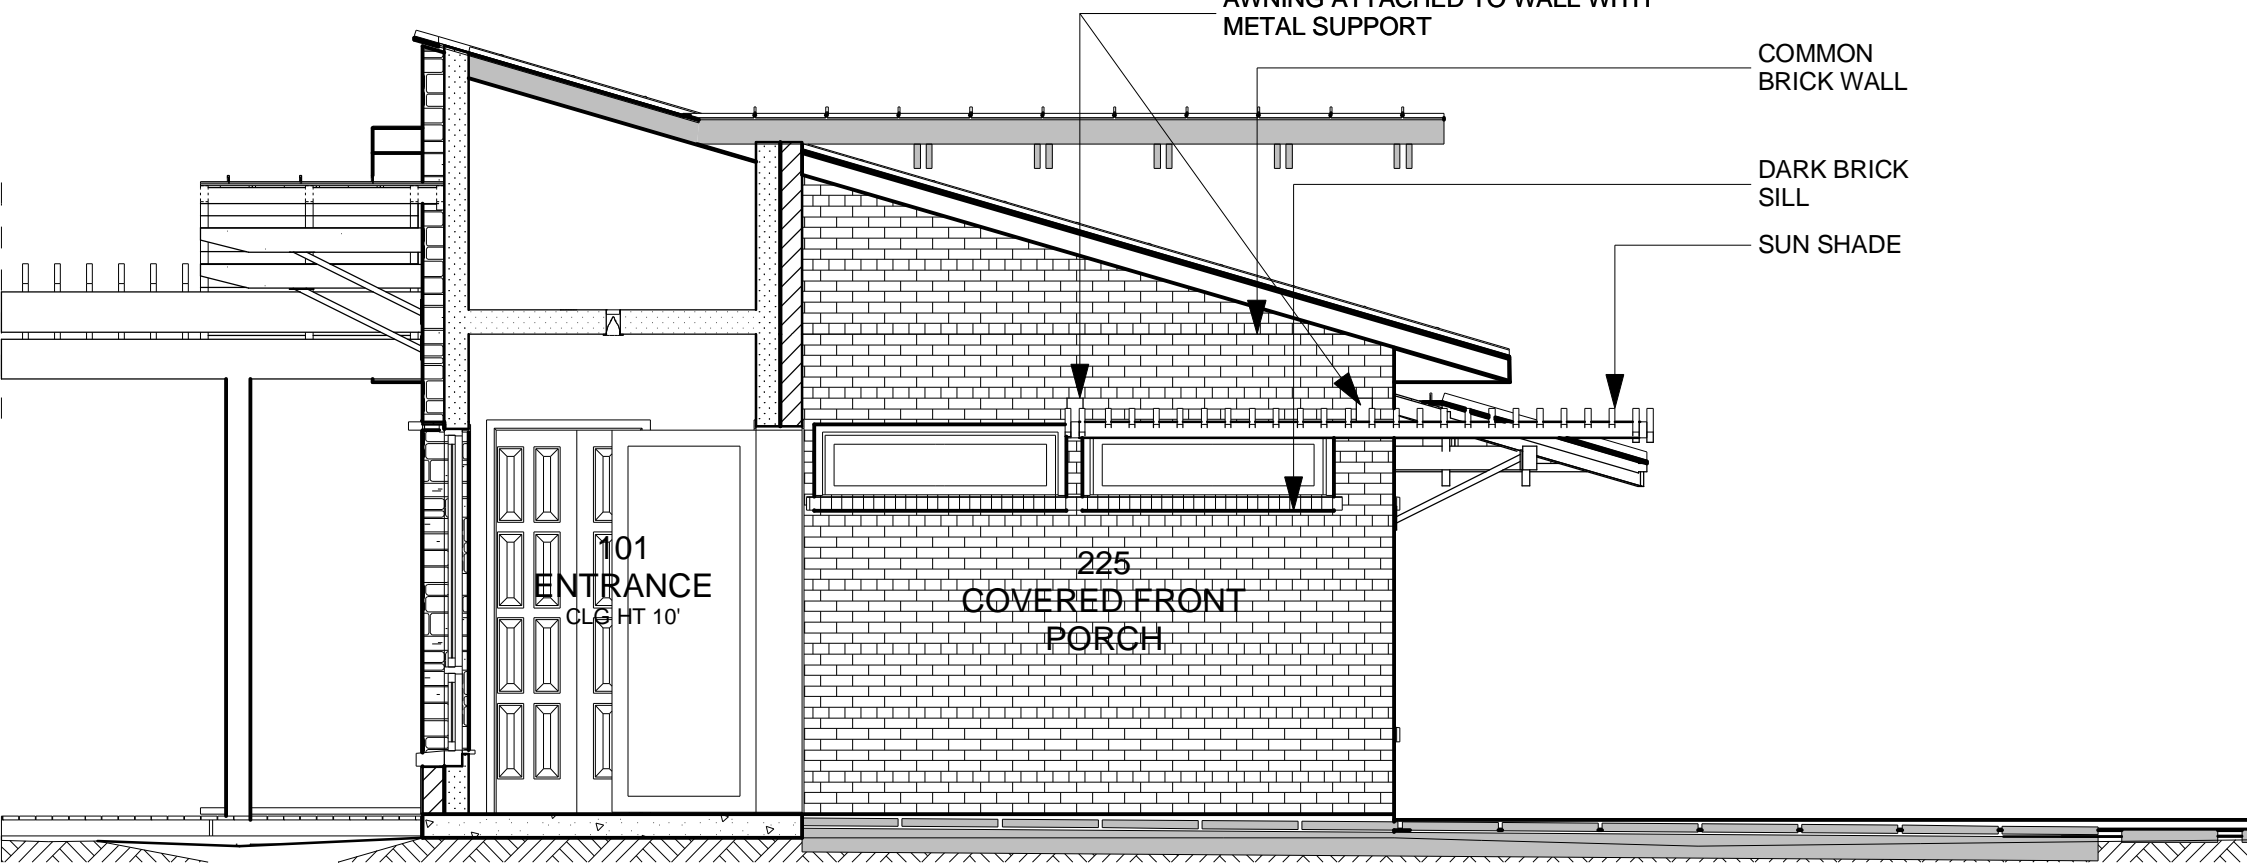 AWNING ATTACHED TO WALL WITH
METAL SUPPORT
COMMON
BRICK WALL
DARK BRICK
SILL
SUN SHADE
101
ENTRANCE
CLG HT 10'
225
COVERED FRONT
PORCH